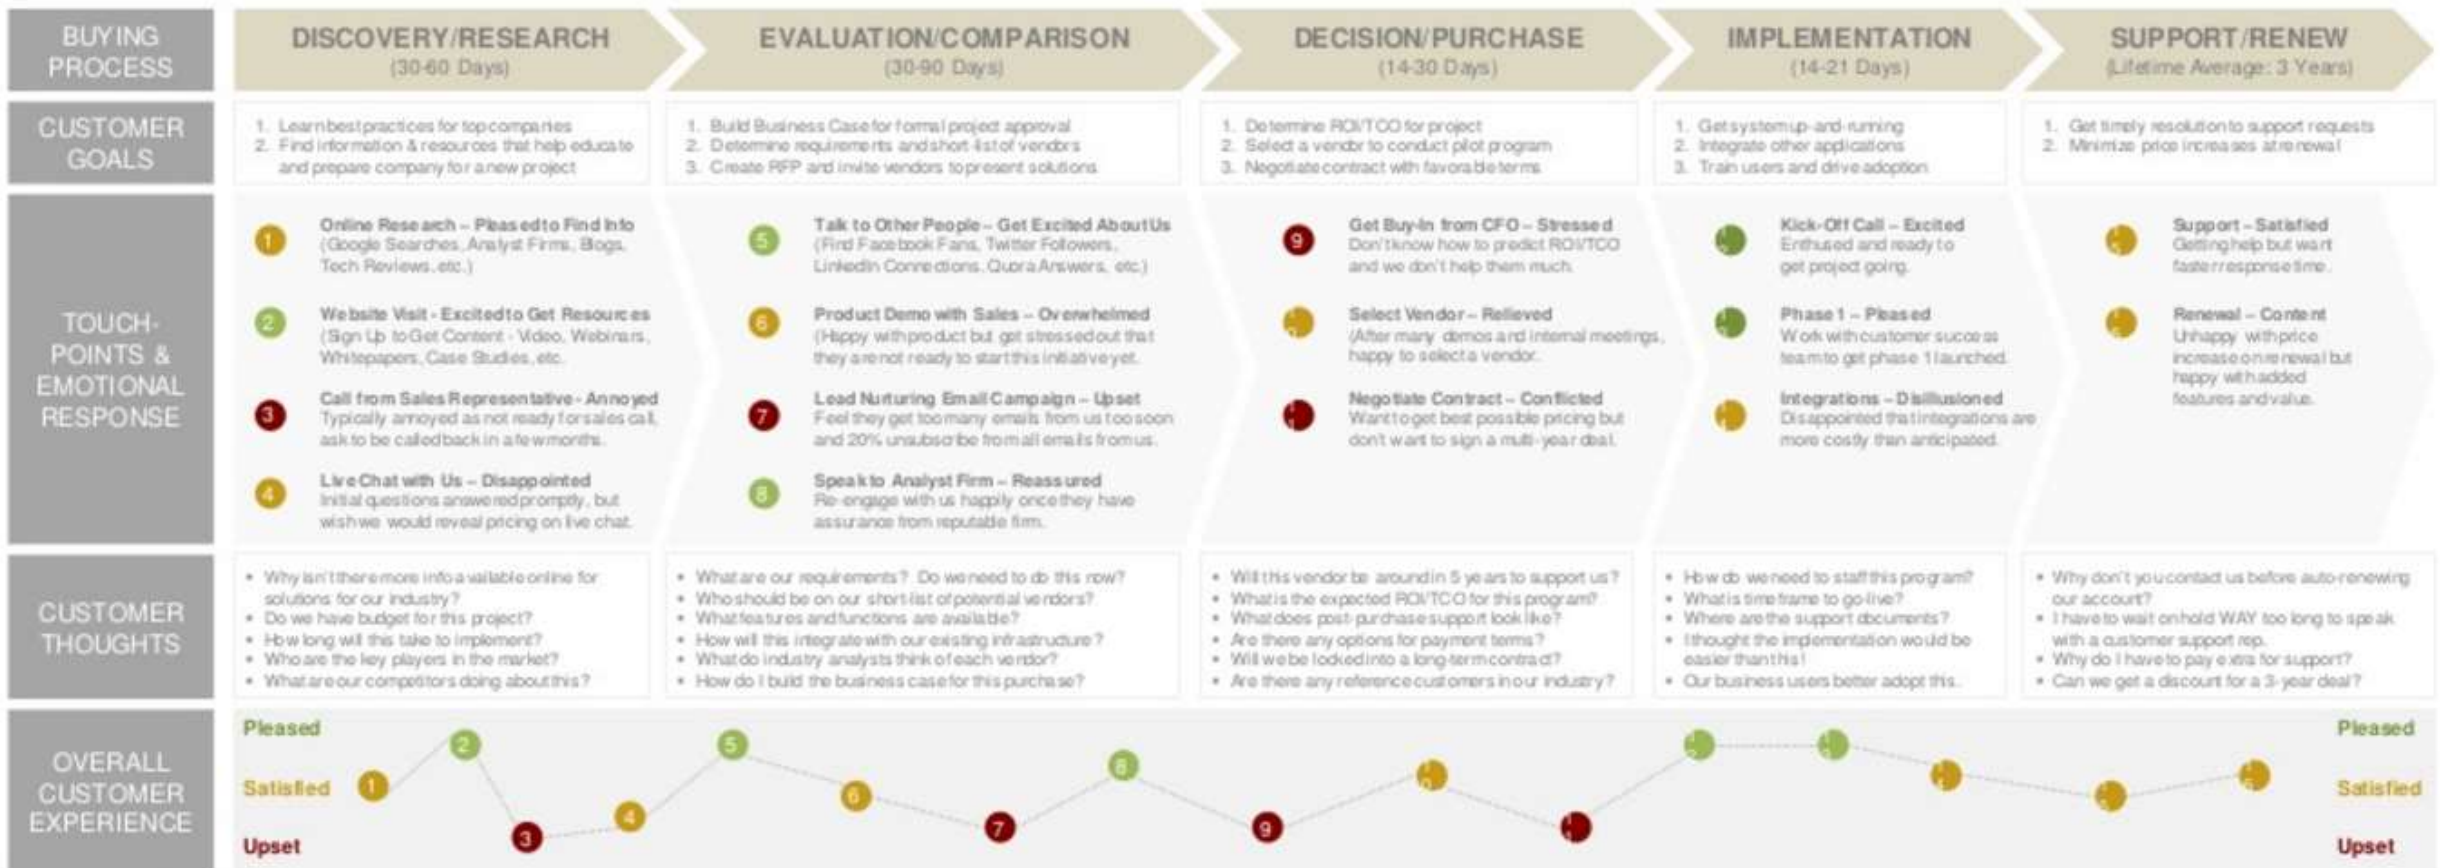 BUYING
PROCESS
DISCOVERY/RESEARCH
(30-60 Days)
EVALUATION/COMPARISON
(30-90 Days)
DECISION/PURCHASE
(14-30 Days)
IMPLEMENTATION
(14-21 Days)
SUPPORT/RENEW
(Lifetime Average: 3 Years)
CUSTOMER
GOALS
1. Learn best practices for top companies
2. Find information & resources that help educate
and prepare company for a new project
1. Build Business Case for formal project approval
2. Determine requirements and short-list of vendors
3. Create RFP and invite vendors to present solutions
1. Determine ROI/TCO for project
2. Select a vendor to conduct pilot program
3. Negotiate contract with favorable terms
1. Get system up-and-running
2. Integrate other applications
3. Train users and drive adoption
1. Get timely resolution to support requests
2. Minimize price increases at renewal
TOUCH-
POINTS &
EMOTIONAL
RESPONSE
1
Online Research – Pleased to Find Info
(Google Searches, Analyst Firms, Blogs,
Tech Reviews, etc.)
2
Website Visit - Excited to Get Resources
(Sign Up to Get Content - Video, Webinars,
Whitepapers, Case Studies, etc.
3
Call from Sales Representative - Annoyed
Typically annoyed as not ready for sales call,
ask to be called back in a few months.
4
Live Chat with Us – Disappointed
Initial questions answered promptly, but
wish we would reveal pricing on live chat.
5
Talk to Other People – Get Excited About Us
(Find Facebook Fans, Twitter Followers,
LinkedIn Connections, Quora Answers, etc.)
6
Product Demo with Sales – Overwhelmed
(Happy with product but get stressed out that
they are not ready to start this initiative yet.
7
Lead Nurturing Email Campaign – Upset
Feel they get too many emails from us too soon
and 20% unsubscribe from all emails from us.
8
Speak to Analyst Firm – Reassured
Re-engage with us happily once they have
assurance from reputable firm.
9
Get Buy-In from CFO – Stressed
Don't know how to predict ROI/TCO
and we don't help them much.
Select Vendor – Relieved
(After many demos and internal meetings,
happy to select a vendor.
Negotiate Contract – Conflicted
Want to get best possible pricing but
don't want to sign a multi-year deal.
Kick-Off Call – Excited
Enthused and ready to
get project going.
Phase 1 – Pleased
Work with customer success
team to get phase 1 launched.
Integrations – Disillusioned
Disappointed that integrations are
more costly than anticipated.
Support – Satisfied
Getting help but want
faster response time.
Renewal – Content
Unhappy with price
increase on renewal but
happy with added
features and value.
CUSTOMER
THOUGHTS
• Why isn't there more info available online for
solutions for our industry?
• Do we have budget for this project?
• How long will this take to implement?
• Who are the key players in the market?
• What are our competitors doing about this?
• What are our requirements? Do we need to do this now?
• Who should be on our short-list of potential vendors?
• What features and functions are available?
• How will this integrate with our existing infrastructure?
• What do industry analysts think of each vendor?
• How do I build the business case for this purchase?
• Will this vendor be around in 5 years to support us?
• What is the expected ROI/TCO for this program?
• What does post-purchase support look like?
• Are there any options for payment terms?
• Will we be locked into a long-term contract?
• Are there any reference customers in our industry?
• How do we need to staff this program?
• What is time frame to go-live?
• Where are the support documents?
• I thought the implementation would be
easier than this!
• Our business users better adopt this.
• Why don't you contact us before auto-renewing
our account?
• I have to wait on hold WAY too long to speak
with a customer support rep.
• Why do I have to pay extra for support?
• Can we get a discount for a 3-year deal?
OVERALL
CUSTOMER
EXPERIENCE
Pleased
Satisfied
Upset
1
2
3
4
5
6
7
8
9
Pleased
Satisfied
Upset